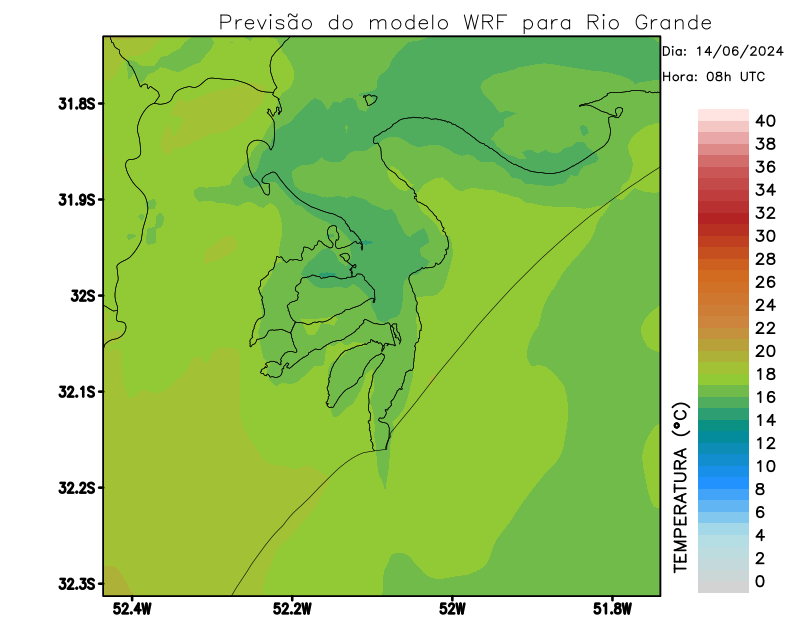 Previsão do modelo WRF para Rio Grande
Dia: 14/06/2024
Hora: 08h UTC
31.8S
31.9S
32S
32.1S
32.2S
32.3S
52.4W
52.2W
52W
51.8W
TEMPERATURA (°C)
40
38
36
34
32
30
28
26
24
22
20
18
16
14
12
10
8
6
4
2
0